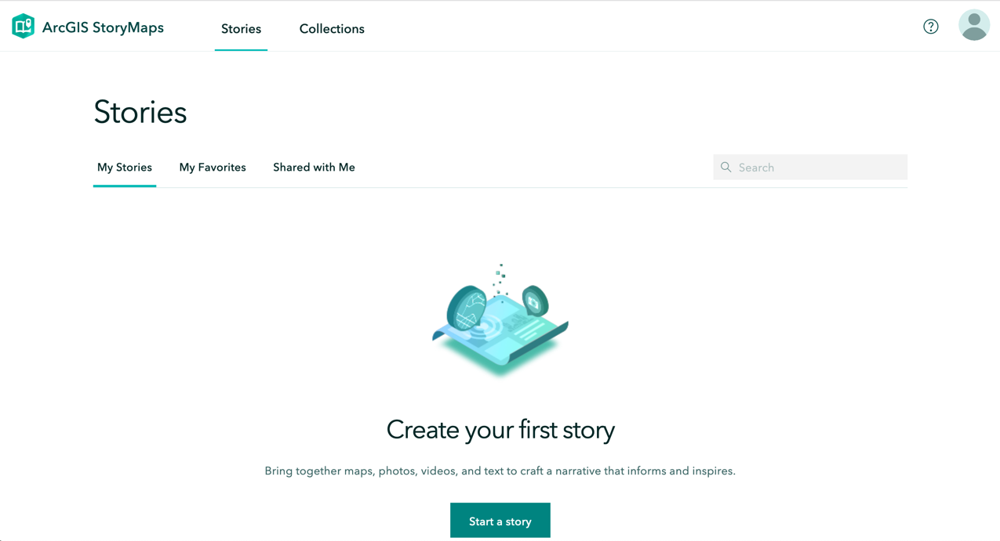 ArcGIS StoryMaps Stories Collections
Stories
My Stories My Favorites Shared with Me Search
Create your first story
Bring together maps, photos, videos, and text to craft a narrative that informs and inspires.
Start a story